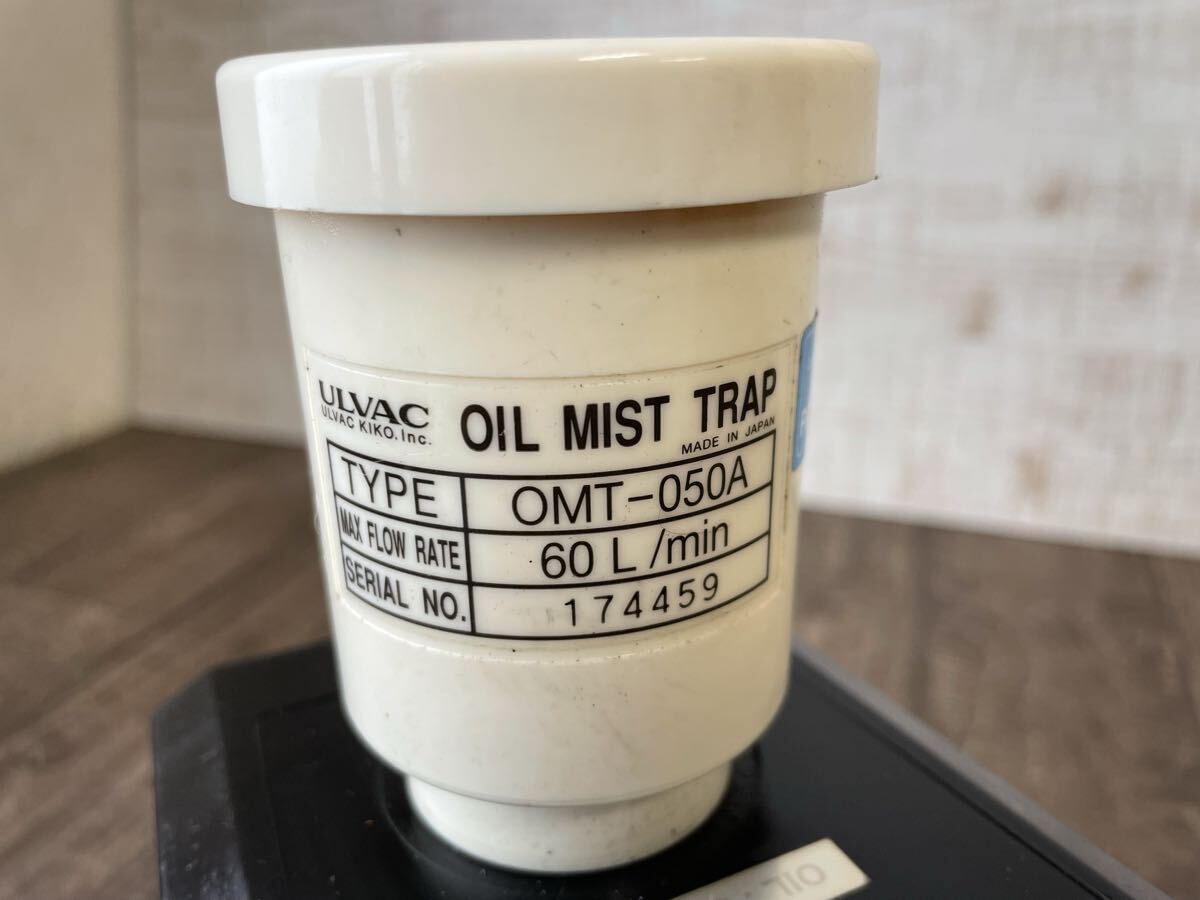 ULVAC OIL MIST TRAP
ULVAC KIKO. Inc. MADE IN JAPAN
TYPE OMT-050A
MAX FLOW RATE 60 L /min
SERIAL NO. 174459
OIL